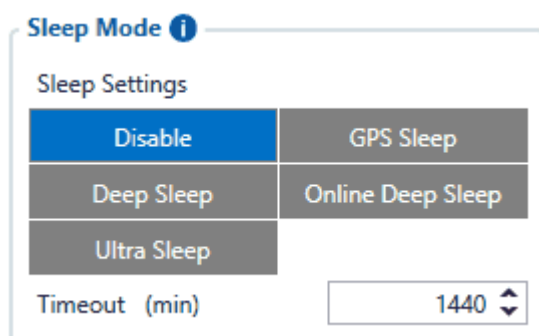 Sleep Mode
Sleep Settings
Disable GPS Sleep
Deep Sleep Online Deep Sleep
Ultra Sleep
Timeout (min) 1440